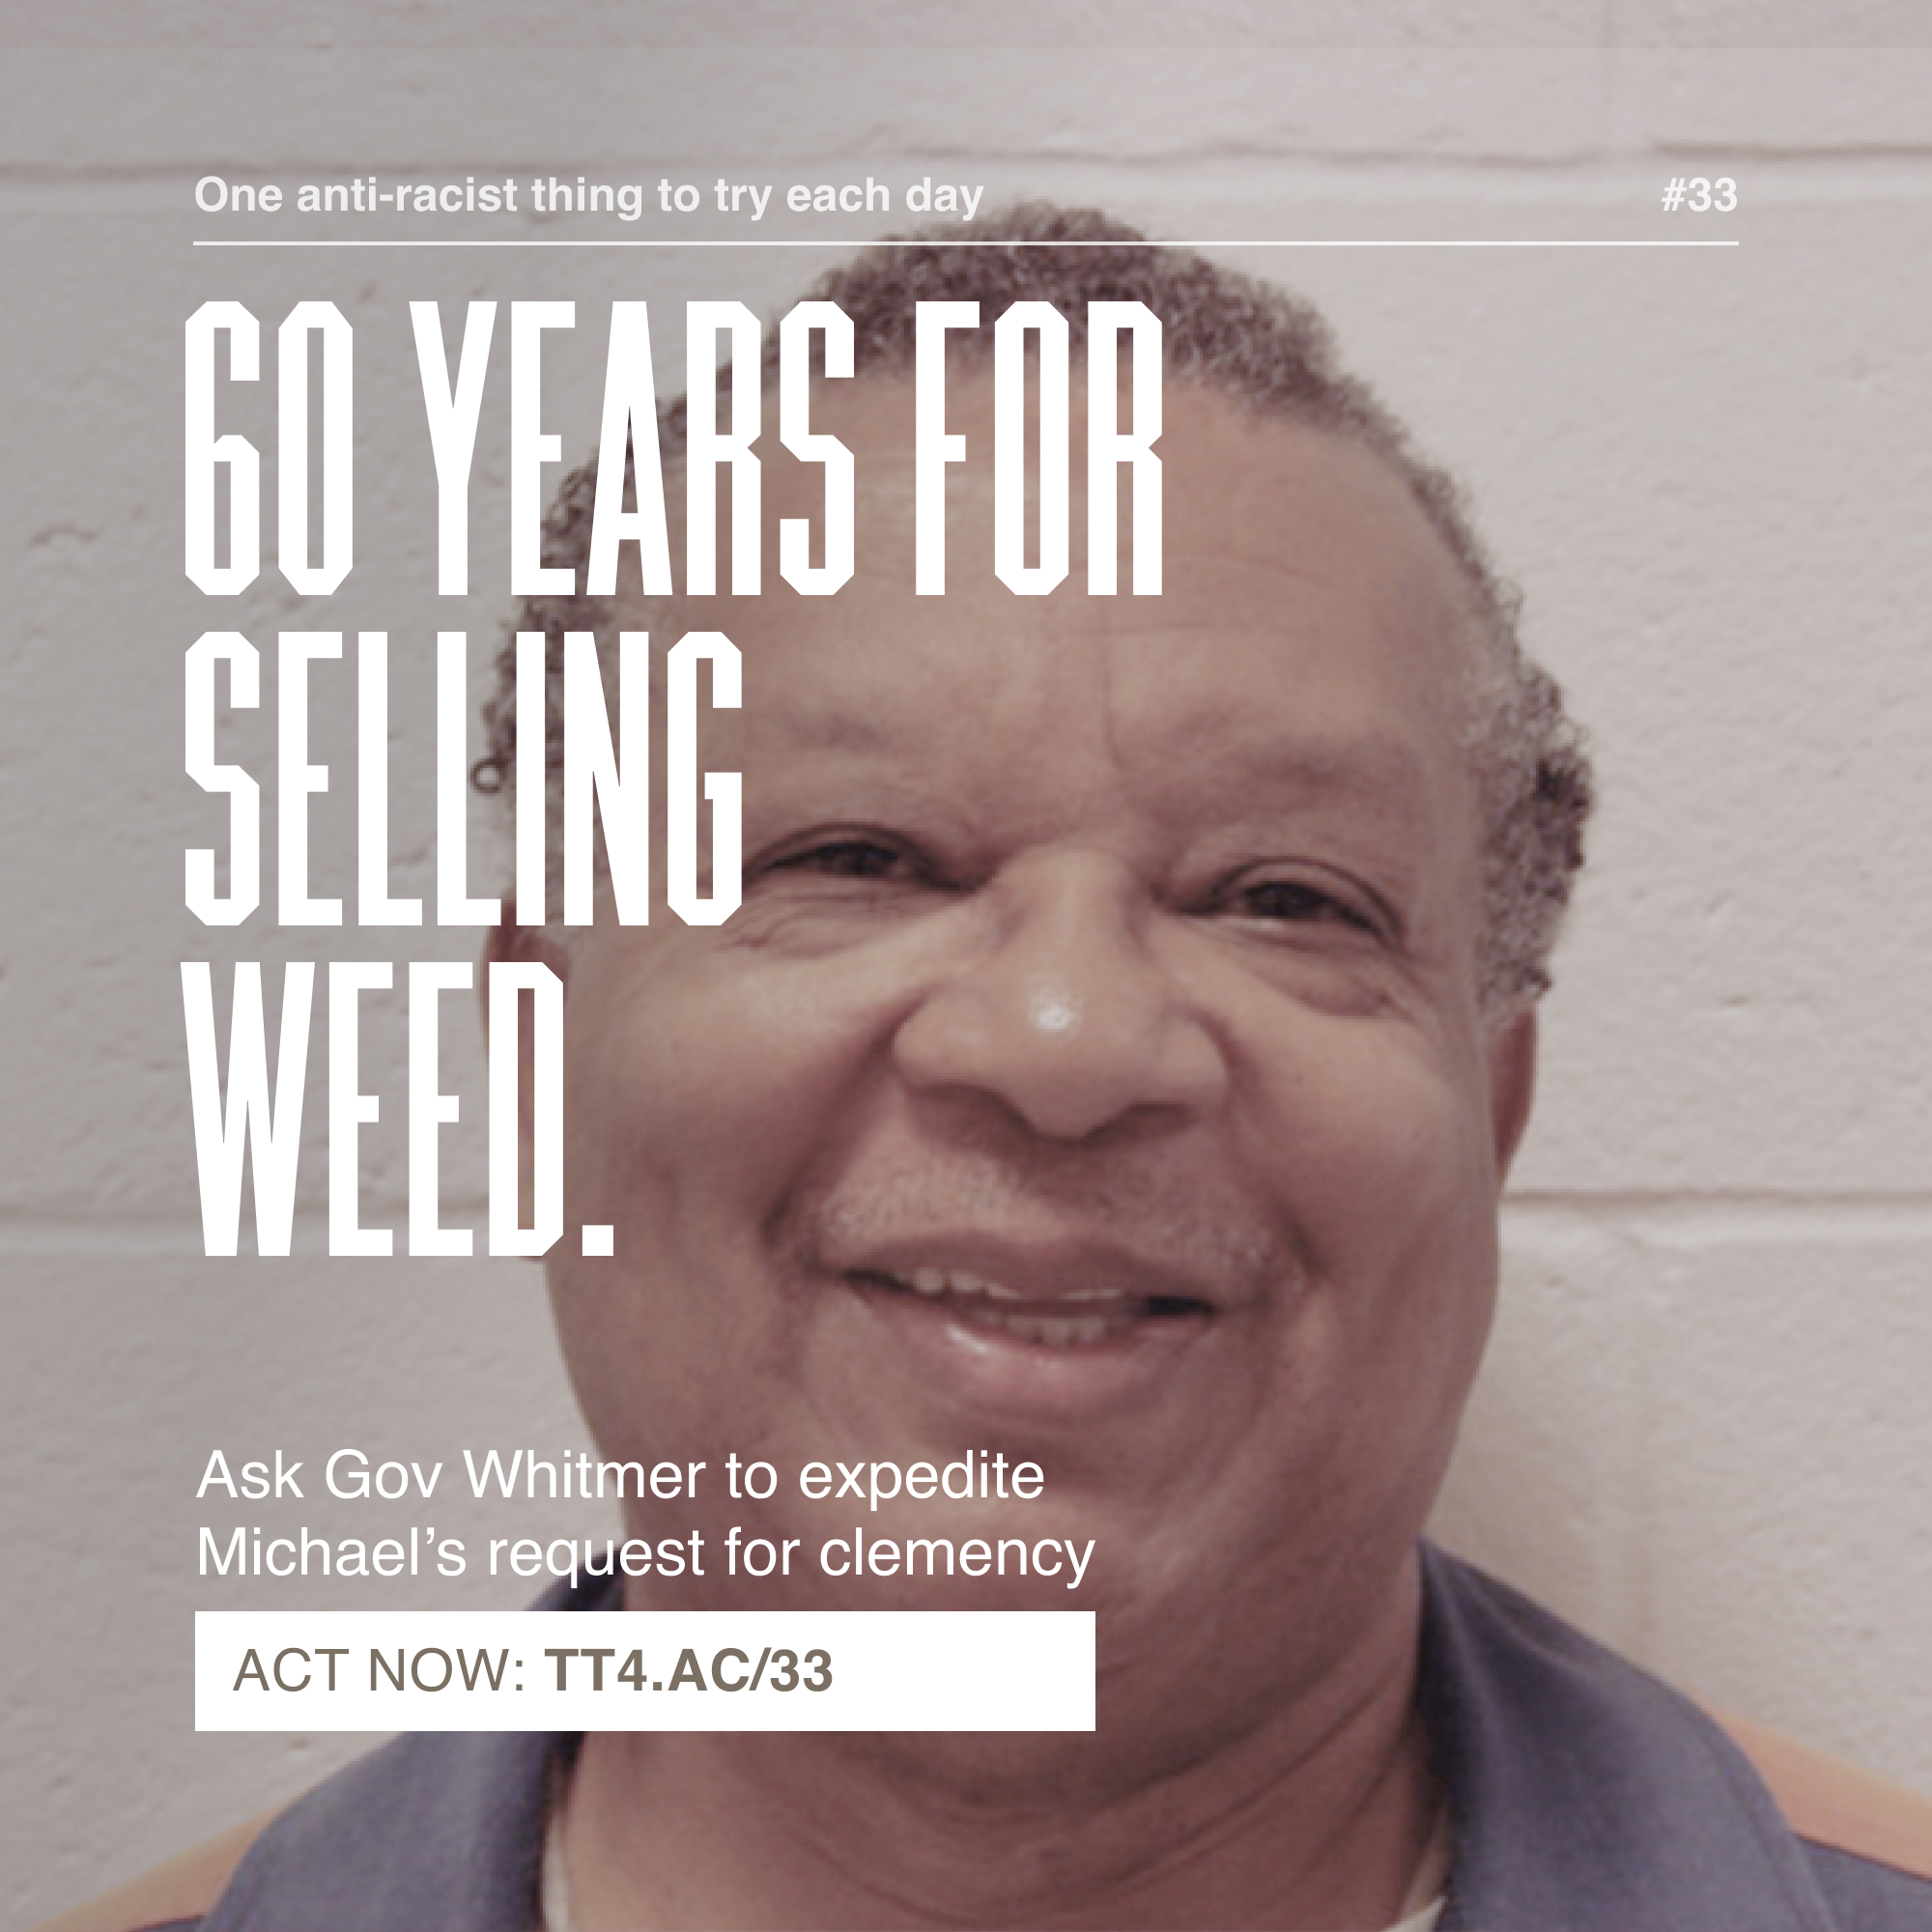 One anti-racist thing to try each day #33
60 YEARS FOR
SELLING
WEED.
Ask Gov Whitmer to expedite
Michael’s request for clemency
ACT NOW: TT4.AC/33